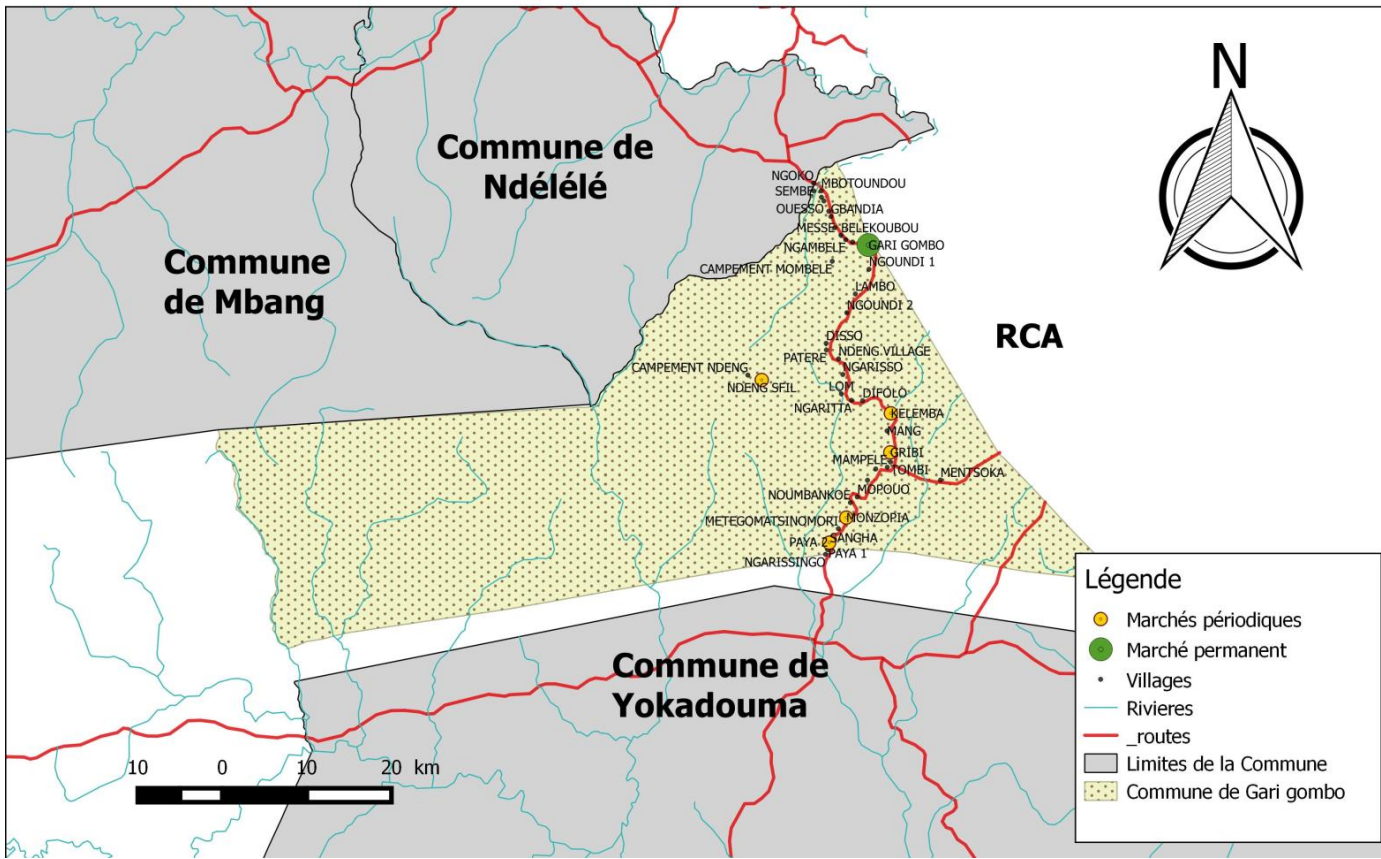 N
Commune de
Ndélélé
Commune
de Mbang
RCA
Commune de
Yokadouma
NGOKO
MBOTOUNDOU
SEMBE
OUESSO
GBANDIA
MESSE
BELEKOUBOU
NGAMBELE
GARI GOMBO
CAMPEMENT MOMBELE
NGOUNDI 1
LAMBO
NGOUNDI 2
DISSO
PATERE
NDENG VILLAGE
NGARISSO
CAMPEMENT NDENG
NDENG SFIL
LOM
DIFOLO
NGARITTA
KELEMBA
MANG
GRIBI
MAMPELE
TOMBI
MENTSOKA
MOPOUO
NOUMBANKOE
METEGOMATSINOMORI
MONZOPIA
SANGHA
PAYA 2
PAYA 1
NGARISSINGO
10 0 10 20 km
Légende
Marchés périodiques
Marché permanent
Villages
Rivieres
_routes
Limites de la Commune
Commune de Gari gombo